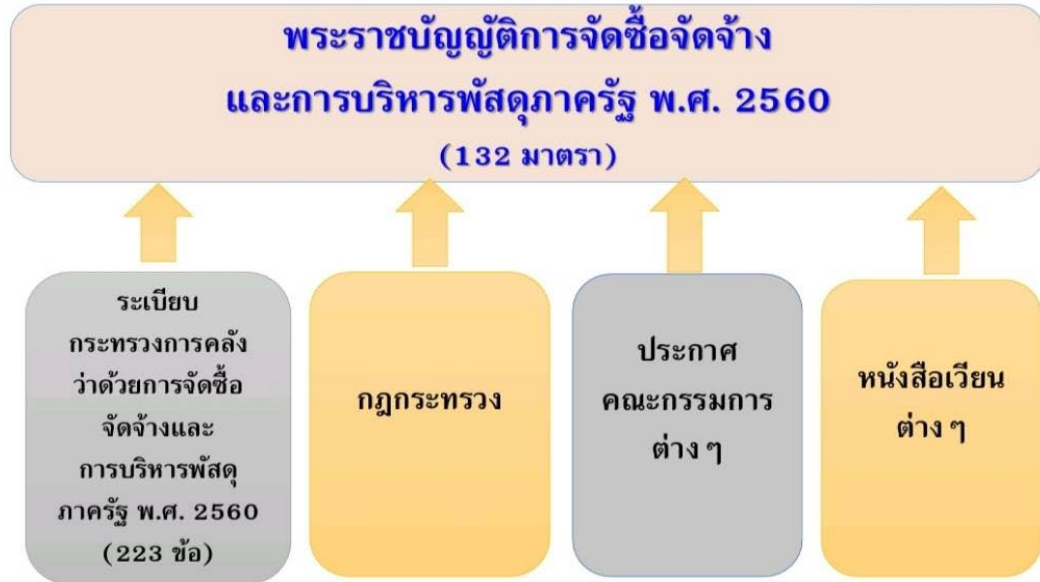 พระราชบัญญัติการจัดซื้อจัดจ้าง
และการบริหารพัสดุภาครัฐ พ.ศ. 2560
(132 มาตรา)
ระเบียบ
กระทรวงการคลัง
ว่าด้วยการจัดซื้อ
จัดจ้างและ
การบริหารพัสดุ
ภาครัฐ พ.ศ. 2560
(223 ข้อ)
กฎกระทรวง
ประกาศ
คณะกรรมการ
ต่าง ๆ
หนังสือเวียน
ต่าง ๆ